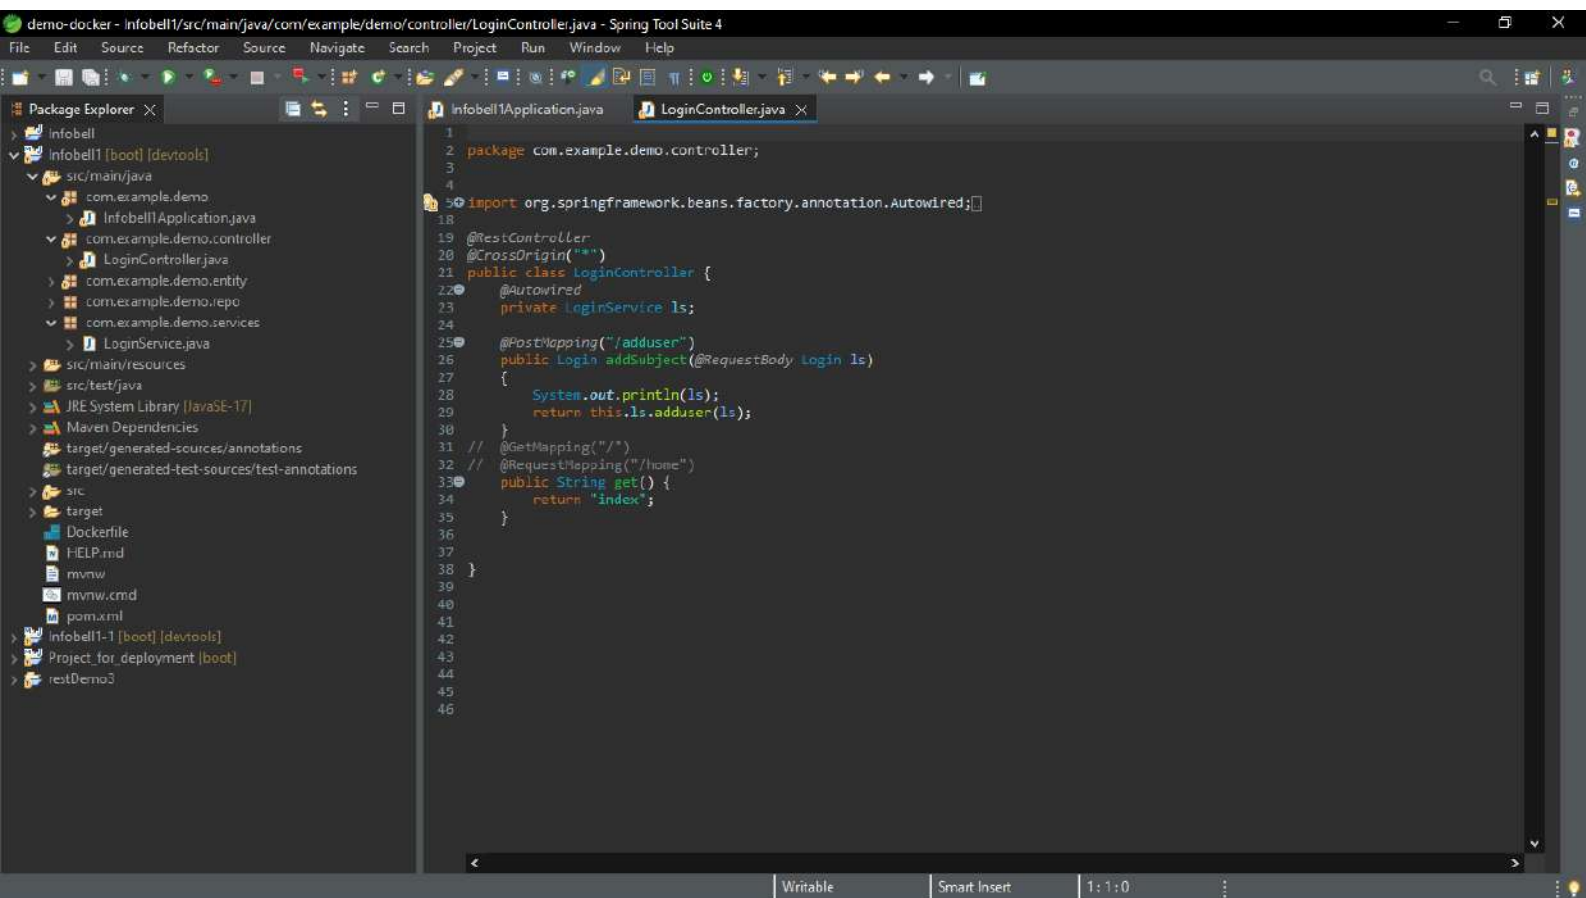 demo-docker - Infobell1/src/main/java/com/example/demo/controller/LoginController.java - Spring Tool Suite 4
File Edit Source Refactor Source Navigate Search Project Run Window Help
Package Explorer
Infobell
Infobell1 [boot] [devtools]
src/main/java
com.example.demo
Infobell1Application.java
com.example.demo.controller
LoginController.java
com.example.demo.entity
com.example.demo.repo
com.example.demo.services
LoginService.java
src/main/resources
src/test/java
JRE System Library [JavaSE-17]
Maven Dependencies
target/generated-sources/annotations
target/generated-test-sources/test-annotations
src
target
Dockerfile
HELP.md
mvnw
mvnw.cmd
pom.xml
Infobell1-1 [boot] [devtools]
Project_for_deployment [boot]
restDemo3
Infobell1Application.java LoginController.java
1
2 package com.example.demo.controller;
3
4
5 import org.springframework.beans.factory.annotation.Autowired;
18
19 @RestController
20 @CrossOrigin("*")
21 public class LoginController {
22 @Autowired
23 private LoginService ls;
24
25 @PostMapping("/adduser")
26 public Login addSubject(@RequestBody Login ls)
27 {
28 System.out.println(ls);
29 return this.ls.adduser(ls);
30 }
31 // @GetMapping("/")
32 // @RequestMapping("/home")
33 public String get() {
34 return "index";
35 }
36
37
38 }
39
40
41
42
43
44
45
46
Writable Smart Insert 1:1:0